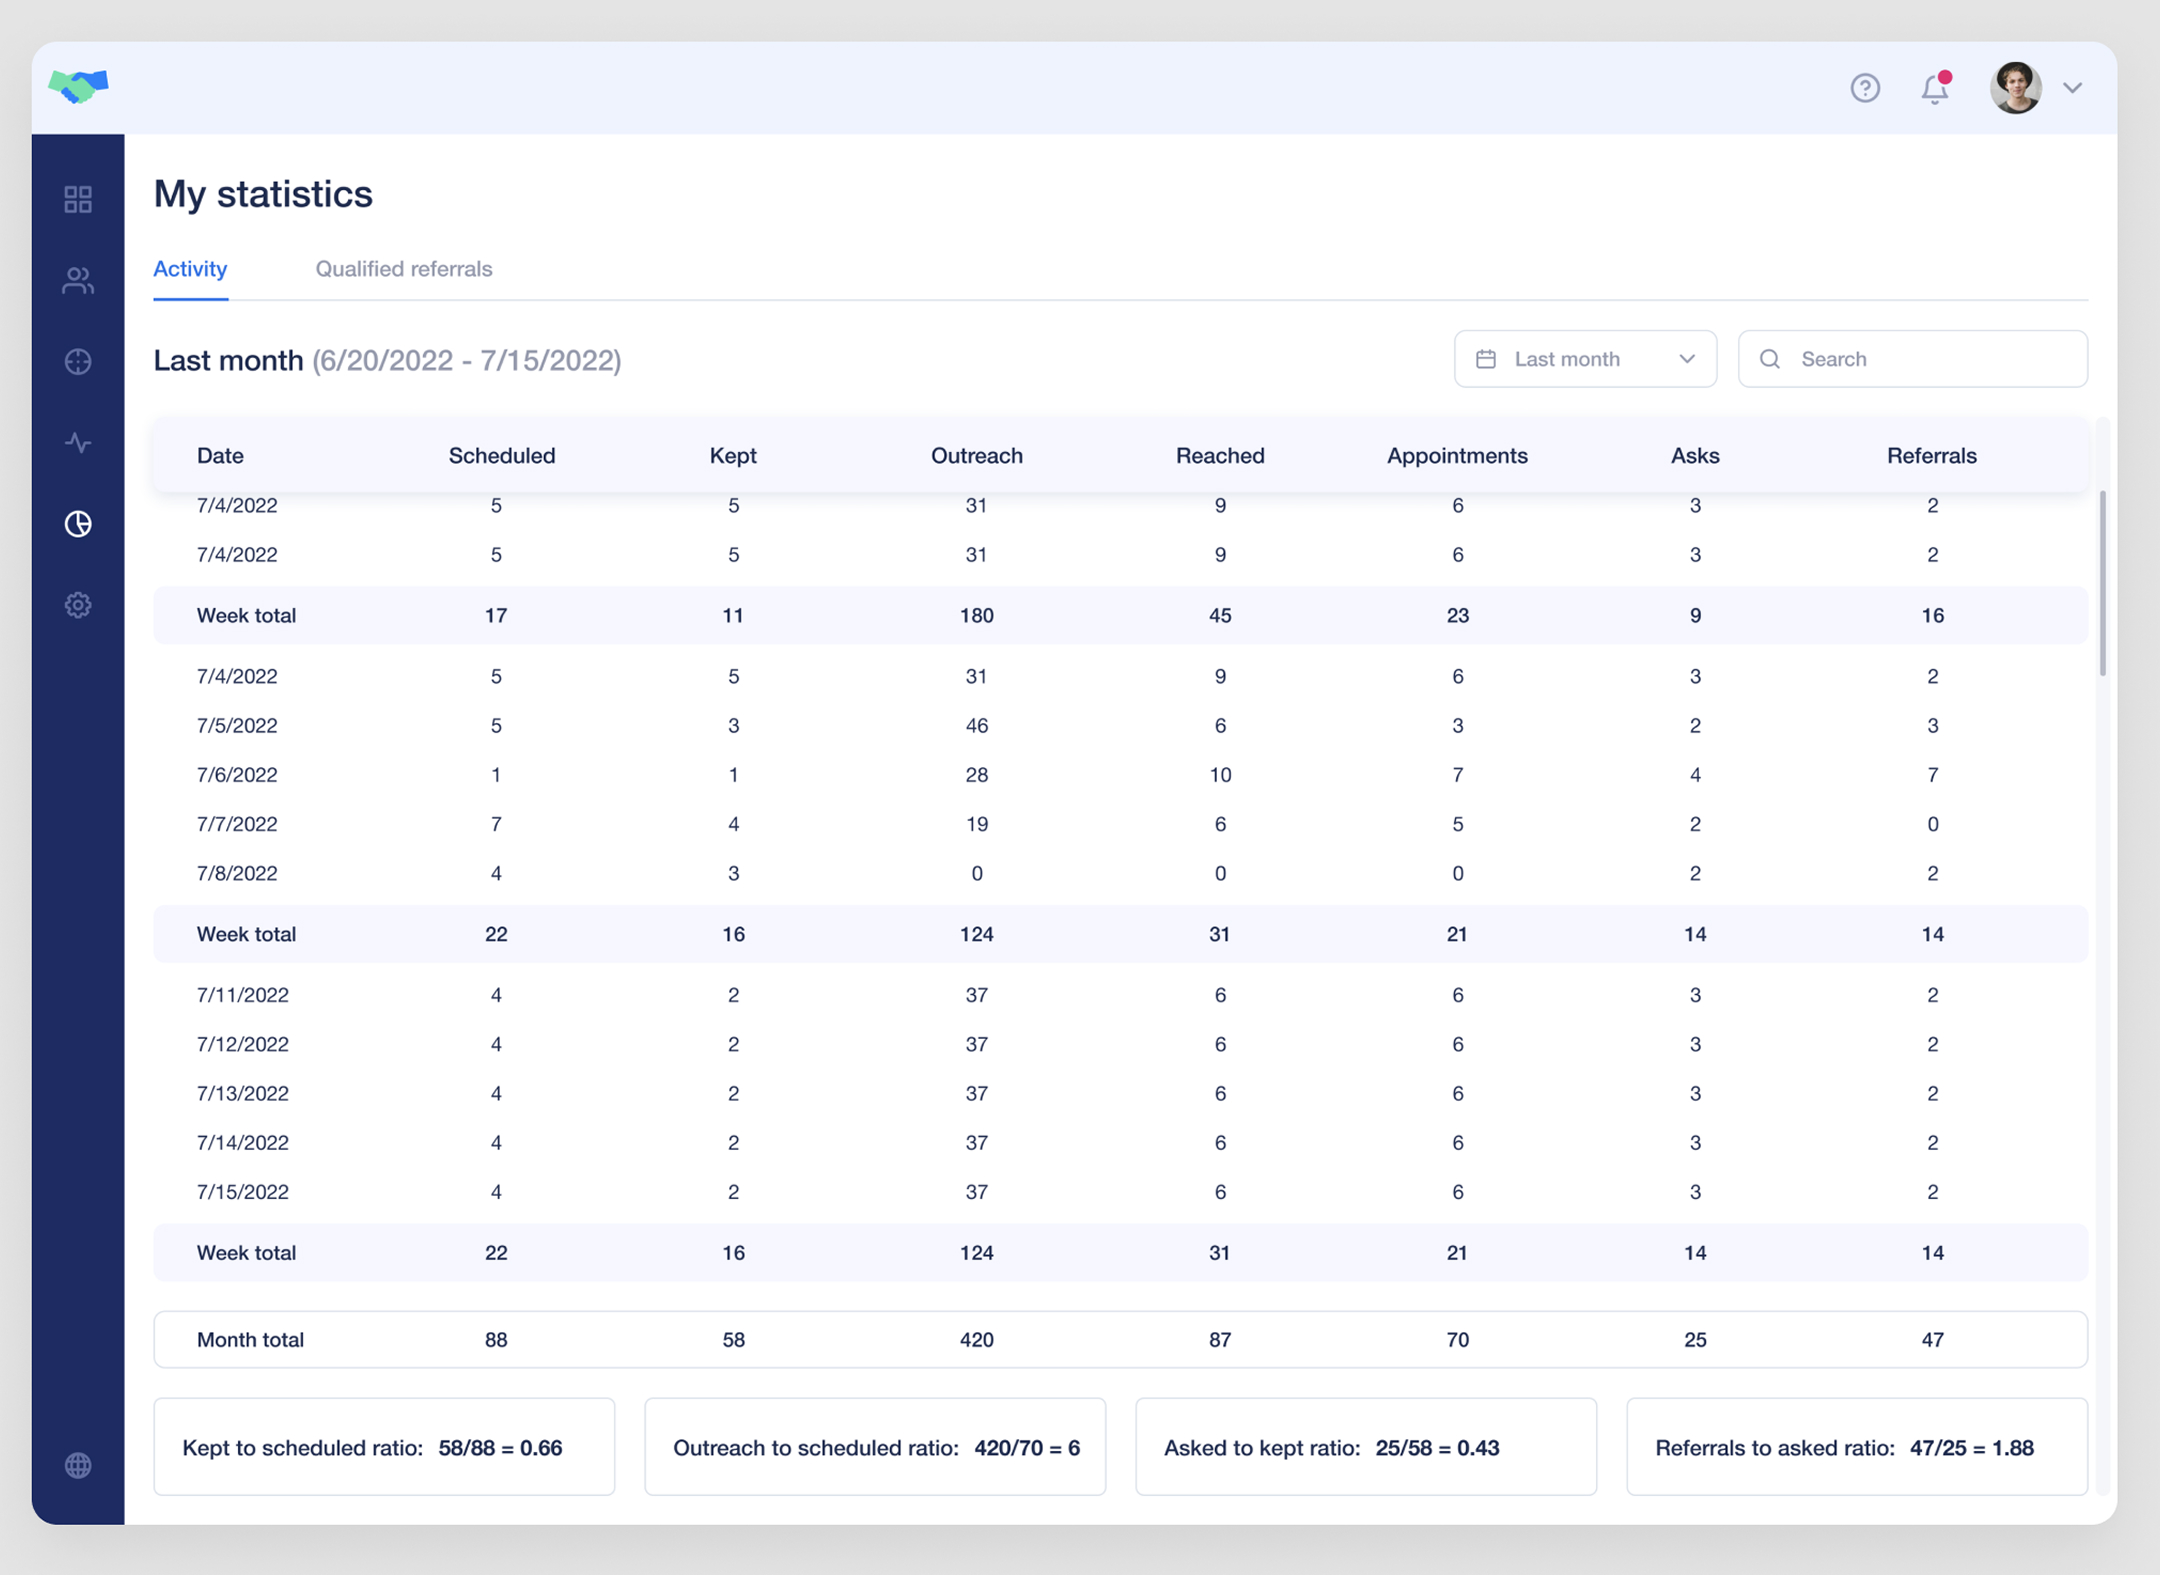 My statistics
Activity Qualified referrals
Last month (6/20/2022 - 7/15/2022) Last month Search
Date Scheduled Kept Outreach Reached Appointments Asks Referrals
7/4/2022 5 5 31 9 6 3 2
7/4/2022 5 5 31 9 6 3 2
Week total 17 11 180 45 23 9 16
7/4/2022 5 5 31 9 6 3 2
7/5/2022 5 3 46 6 3 2 3
7/6/2022 1 1 28 10 7 4 7
7/7/2022 7 4 19 6 5 2 0
7/8/2022 4 3 0 0 0 2 2
Week total 22 16 124 31 21 14 14
7/11/2022 4 2 37 6 6 3 2
7/12/2022 4 2 37 6 6 3 2
7/13/2022 4 2 37 6 6 3 2
7/14/2022 4 2 37 6 6 3 2
7/15/2022 4 2 37 6 6 3 2
Week total 22 16 124 31 21 14 14
Month total 88 58 420 87 70 25 47
Kept to scheduled ratio: 58/88 = 0.66 Outreach to scheduled ratio: 420/70 = 6 Asked to kept ratio: 25/58 = 0.43 Referrals to asked ratio: 47/25 = 1.88